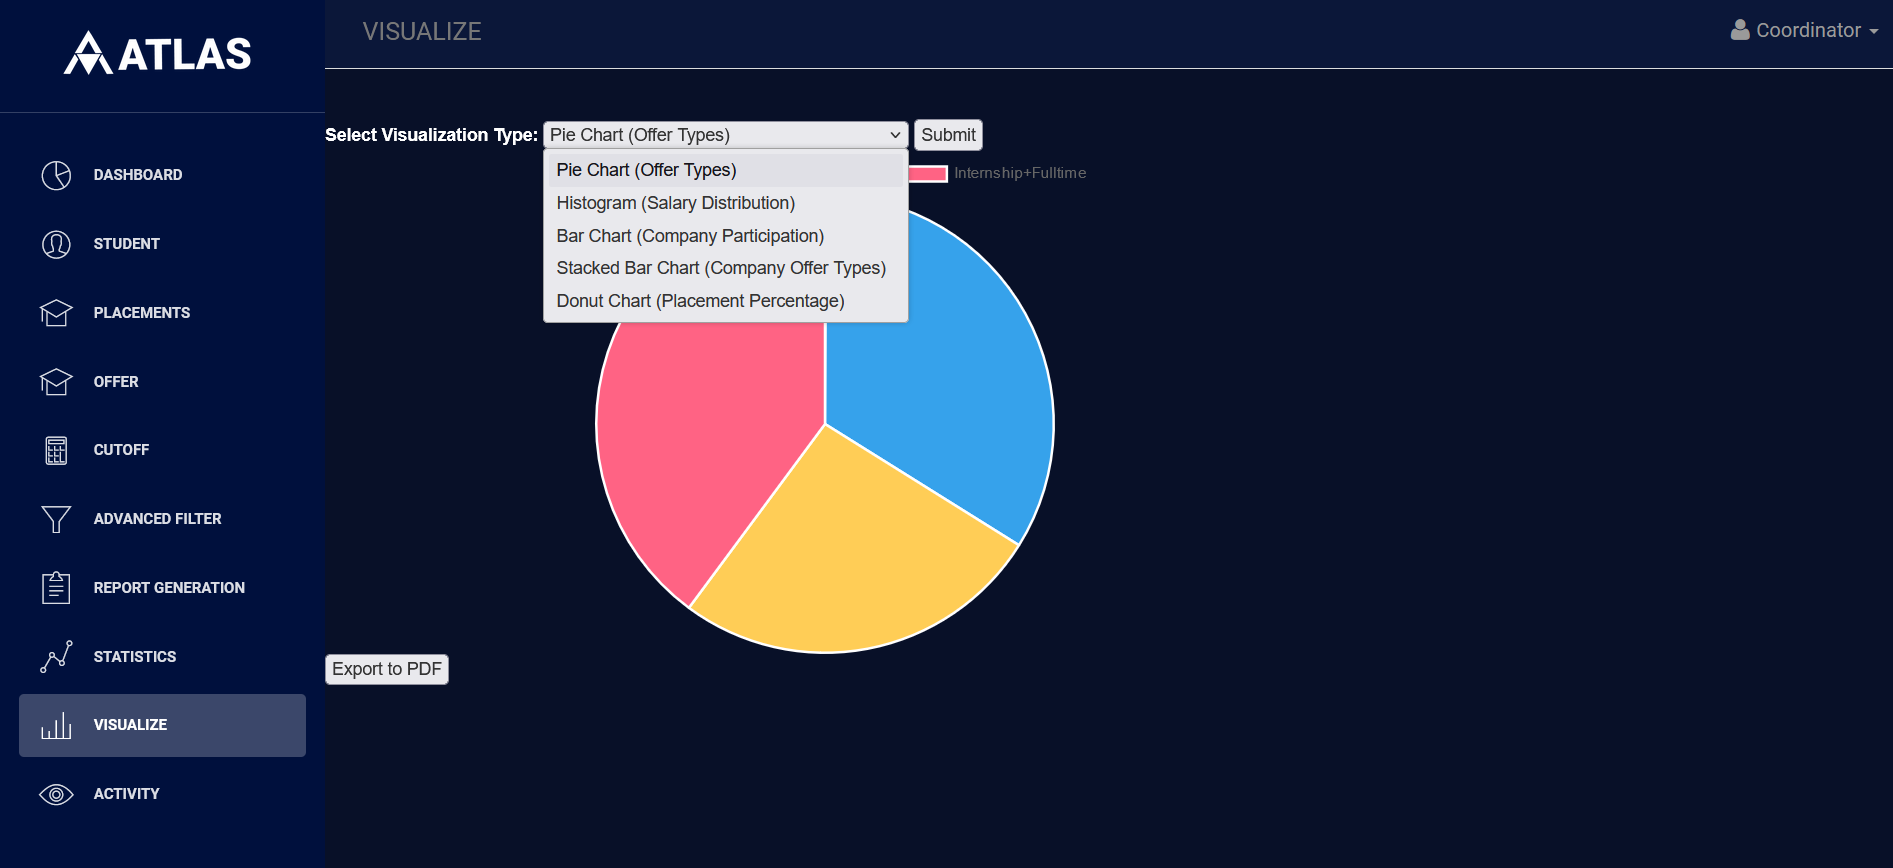 ATLAS
VISUALIZE
Coordinator
DASHBOARD
STUDENT
PLACEMENTS
OFFER
CUTOFF
ADVANCED FILTER
REPORT GENERATION
STATISTICS
VISUALIZE
ACTIVITY
Select Visualization Type: Pie Chart (Offer Types) Submit
Pie Chart (Offer Types)
Internship+Fulltime
Histogram (Salary Distribution)
Bar Chart (Company Participation)
Stacked Bar Chart (Company Offer Types)
Donut Chart (Placement Percentage)
Export to PDF